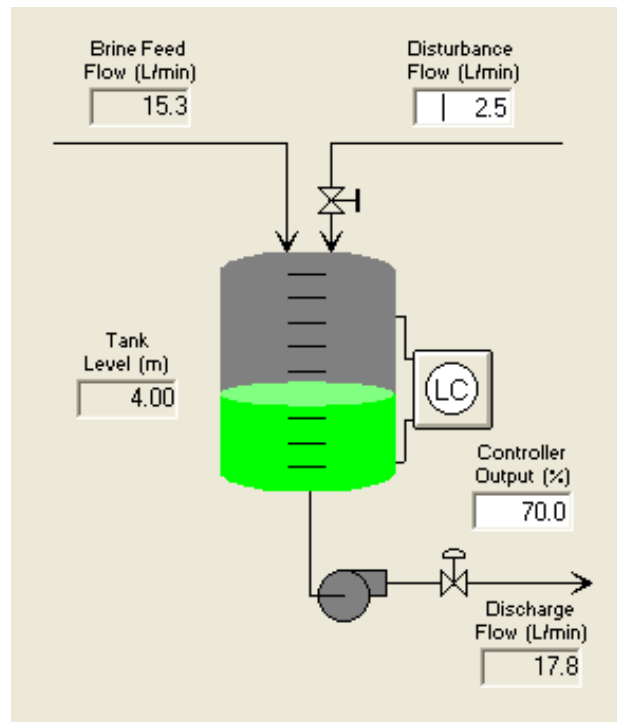 Brine Feed
Flow (L/min)
15.3
Disturbance
Flow (L/min)
2.5
Tank
Level (m)
4.00
LC
Controller
Output (%)
70.0
Discharge
Flow (L/min)
17.8